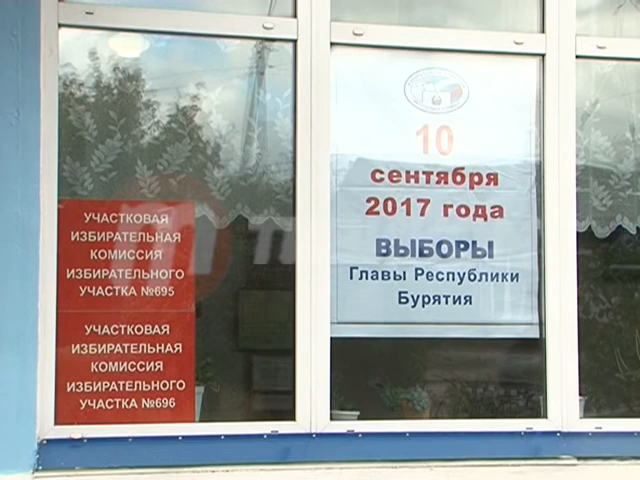 УЧАСТКОВАЯ
ИЗБИРАТЕЛЬНАЯ
КОМИССИЯ
ИЗБИРАТЕЛЬНОГО
УЧАСТКА №695
УЧАСТКОВАЯ
ИЗБИРАТЕЛЬНАЯ
КОМИССИЯ
ИЗБИРАТЕЛЬНОГО
УЧАСТКА №696
10
сентября
2017 года
ВЫБОРЫ
Главы Республики
Бурятия